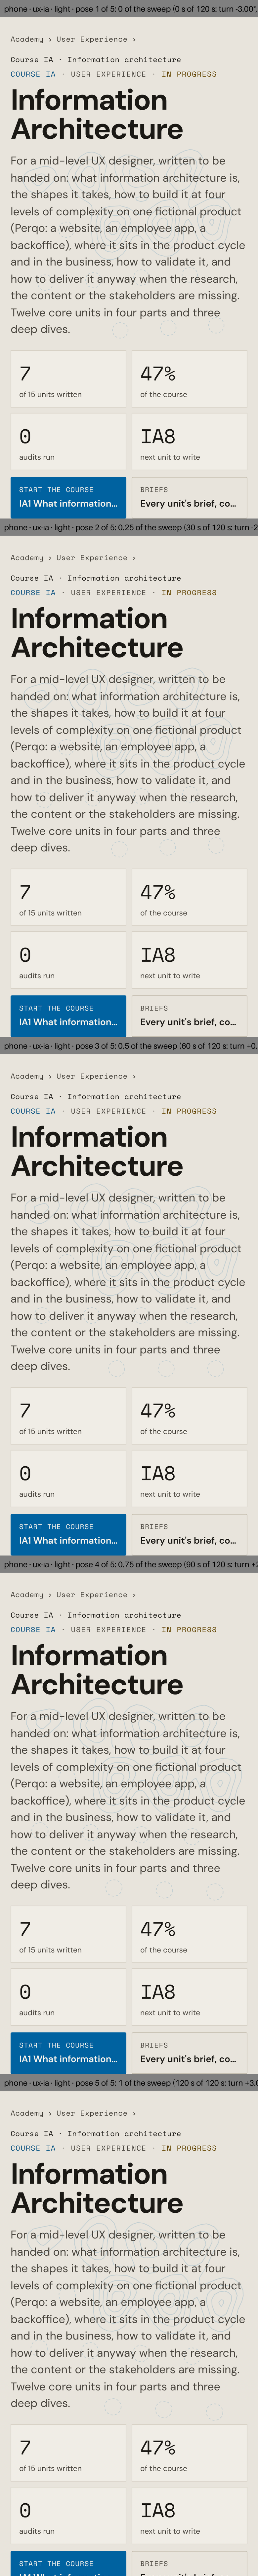 phone · ux-ia · light · pose 1 of 5: 0 of the sweep (0 s of 120 s: turn -3.00°,
Academy › User Experience ›
Course IA · Information architecture
COURSE IA · USER EXPERIENCE · IN PROGRESS
Information
Architecture
For a mid-level UX designer, written to be
handed on: what information architecture is,
the shapes it takes, how to build it at four
levels of complexity on one fictional product
(Perqo: a website, an employee app, a
backoffice), where it sits in the product cycle
and in the business, how to validate it, and
how to deliver it anyway when the research,
the content or the stakeholders are missing.
Twelve core units in four parts and three
deep dives.
7
of 15 units written
47%
of the course
0
audits run
IA8
next unit to write
START THE COURSE
IA1 What information…
BRIEFS
Every unit's brief, co…
phone · ux-ia · light · pose 2 of 5: 0.25 of the sweep (30 s of 120 s: turn -2
Academy › User Experience ›
Course IA · Information architecture
COURSE IA · USER EXPERIENCE · IN PROGRESS
Information
Architecture
For a mid-level UX designer, written to be
handed on: what information architecture is,
the shapes it takes, how to build it at four
levels of complexity on one fictional product
(Perqo: a website, an employee app, a
backoffice), where it sits in the product cycle
and in the business, how to validate it, and
how to deliver it anyway when the research,
the content or the stakeholders are missing.
Twelve core units in four parts and three
deep dives.
7
of 15 units written
47%
of the course
0
audits run
IA8
next unit to write
START THE COURSE
IA1 What information…
BRIEFS
Every unit's brief, co…
phone · ux-ia · light · pose 3 of 5: 0.5 of the sweep (60 s of 120 s: turn +0.
Academy › User Experience ›
Course IA · Information architecture
COURSE IA · USER EXPERIENCE · IN PROGRESS
Information
Architecture
For a mid-level UX designer, written to be
handed on: what information architecture is,
the shapes it takes, how to build it at four
levels of complexity on one fictional product
(Perqo: a website, an employee app, a
backoffice), where it sits in the product cycle
and in the business, how to validate it, and
how to deliver it anyway when the research,
the content or the stakeholders are missing.
Twelve core units in four parts and three
deep dives.
7
of 15 units written
47%
of the course
0
audits run
IA8
next unit to write
START THE COURSE
IA1 What information…
BRIEFS
Every unit's brief, co…
phone · ux-ia · light · pose 4 of 5: 0.75 of the sweep (90 s of 120 s: turn +2
Academy › User Experience ›
Course IA · Information architecture
COURSE IA · USER EXPERIENCE · IN PROGRESS
Information
Architecture
For a mid-level UX designer, written to be
handed on: what information architecture is,
the shapes it takes, how to build it at four
levels of complexity on one fictional product
(Perqo: a website, an employee app, a
backoffice), where it sits in the product cycle
and in the business, how to validate it, and
how to deliver it anyway when the research,
the content or the stakeholders are missing.
Twelve core units in four parts and three
deep dives.
7
of 15 units written
47%
of the course
0
audits run
IA8
next unit to write
START THE COURSE
IA1 What information…
BRIEFS
Every unit's brief, co…
phone · ux-ia · light · pose 5 of 5: 1 of the sweep (120 s of 120 s: turn +3.0
Academy › User Experience ›
Course IA · Information architecture
COURSE IA · USER EXPERIENCE · IN PROGRESS
Information
Architecture
For a mid-level UX designer, written to be
handed on: what information architecture is,
the shapes it takes, how to build it at four
levels of complexity on one fictional product
(Perqo: a website, an employee app, a
backoffice), where it sits in the product cycle
and in the business, how to validate it, and
how to deliver it anyway when the research,
the content or the stakeholders are missing.
Twelve core units in four parts and three
deep dives.
7
of 15 units written
47%
of the course
0
audits run
IA8
next unit to write
START THE COURSE
BRIEFS